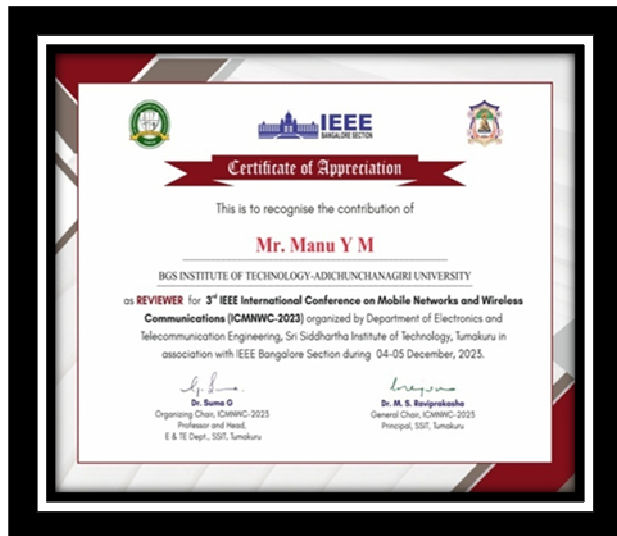 IEEE
BANGALORE SECTION
Certificate of Appreciation
This is to recognise the contribution of
Mr. Manu Y M
BGS INSTITUTE OF TECHNOLOGY-ADICHUNCHANAGIRI UNIVERSITY
as REVIEWER for 3rd IEEE International Conference on Mobile Networks and Wireless
Communications (ICMNWC-2023) organized by Department of Electronics and
Telecommunication Engineering, Sri Siddhartha Institute of Technology, Tumakuru in
association with IEEE Bangalore Section during 04-05 December, 2023.
Dr. Suma G
Organizing Chair, ICMNWC-2023
Professor and Head,
E & TE Dept., SSIT, Tumakuru
Dr. M. S. Raviprakasha
General Chair, ICMNWC-2023
Principal, SSIT, Tumakuru